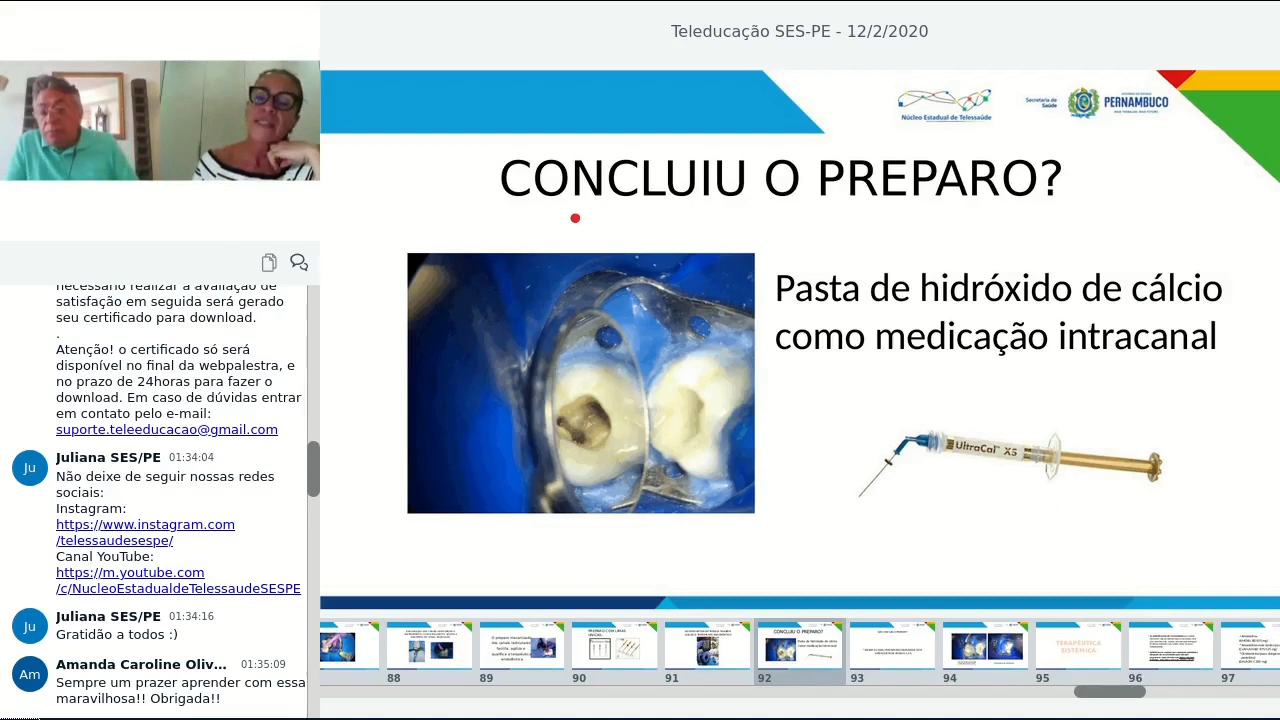 Teleducação SES-PE - 12/2/2020
Núcleo Estadual de Telessaúde
Secretaria de
Saúde
PERNAMBUCO
CONCLUIU O PREPARO?
Pasta de hidróxido de cálcio
como medicação intracanal
UltraCal XS
necessário realizar a avaliação de
satisfação em seguida será gerado
seu certificado para download.
.
Atenção! o certificado só será
disponível no final da webpalestra, e
no prazo de 24horas para fazer o
download. Em caso de dúvidas entrar
em contato pelo e-mail:
suporte.teleeducacao@gmail.com
Ju
Juliana SES/PE 01:34:04
Não deixe de seguir nossas redes
sociais:
Instagram:
https://www.instagram.com
/telessaudesespe/
Canal YouTube:
https://m.youtube.com
/c/NucleoEstadualdeTelessaudeSESPE
Ju
Juliana SES/PE 01:34:16
Gratidão a todos :)
Am
Amanda Caroline Inv... 01:35:09
Sempre um prazer aprender com essa
maravilhosa!! Obrigada!!
CONCLUIU O PREPARO?
TERAPÊUTICA
SISTÊMICA
88
89
90
91
92
93
94
95
96
97